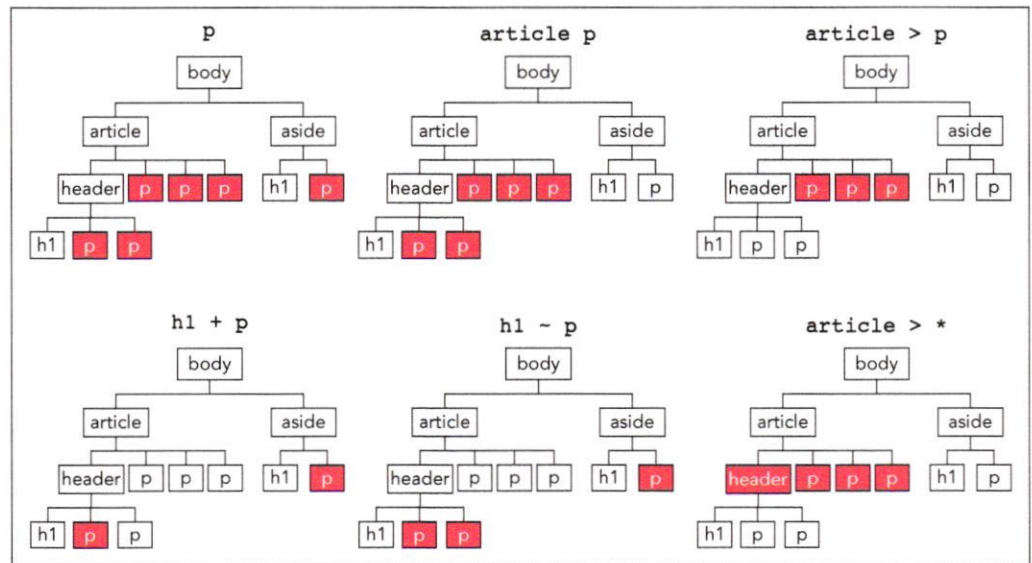 p article p article > p
body body body
article aside article aside article aside
header p p p h1 p header p p p h1 p header p p p h1 p
h1 p p h1 p p h1 p p
h1 + p h1 ~ p article > *
body body body
article aside article aside article aside
header p p p h1 p header p p p h1 p header p p p h1 p
h1 p p h1 p p h1 p p